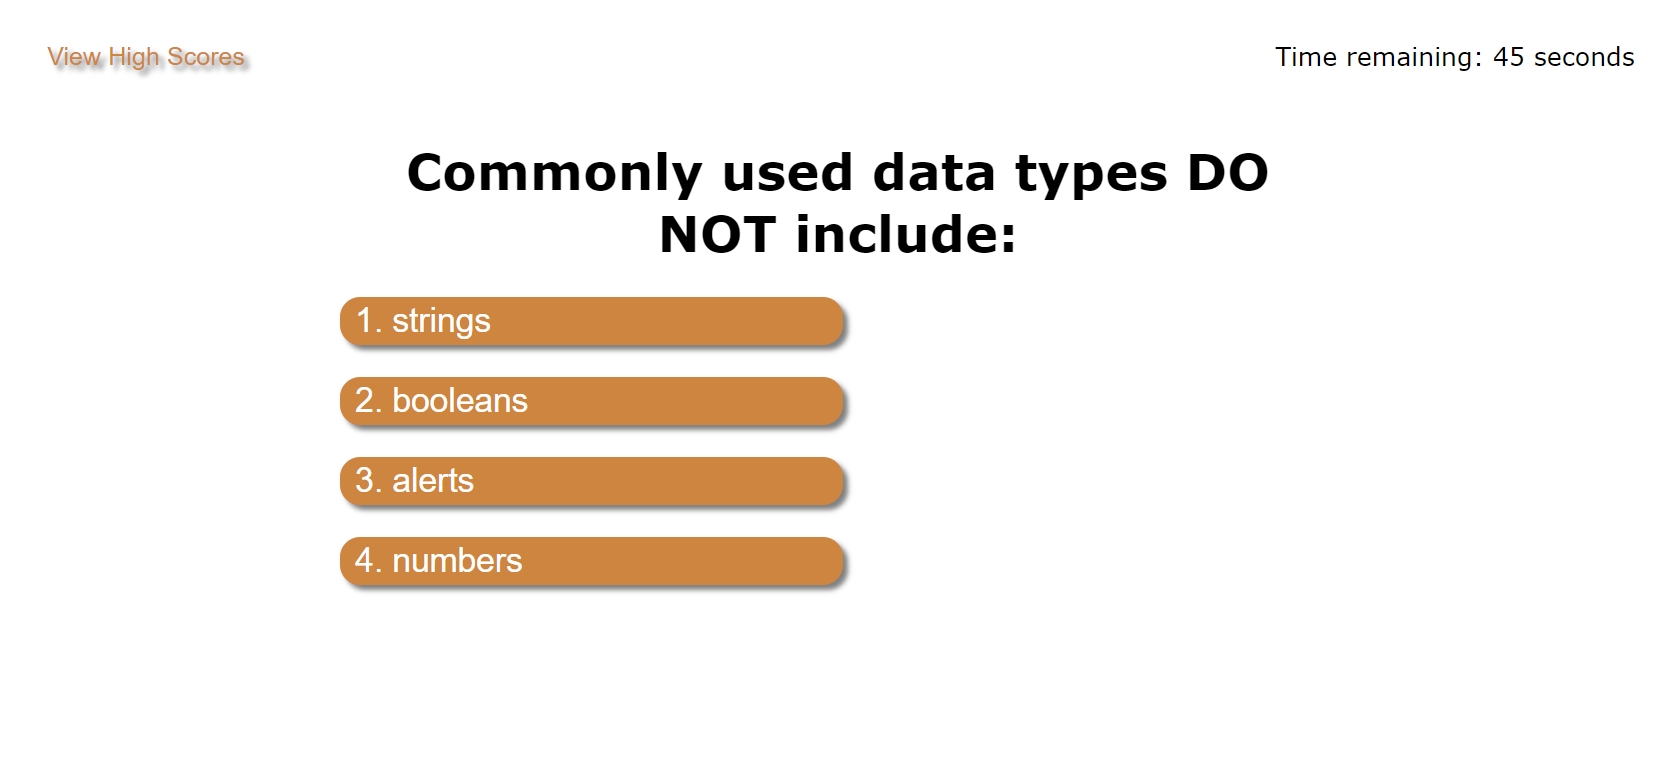 View High Scores
Time remaining: 45 seconds
Commonly used data types DO
NOT include:
1. strings
2. booleans
3. alerts
4. numbers